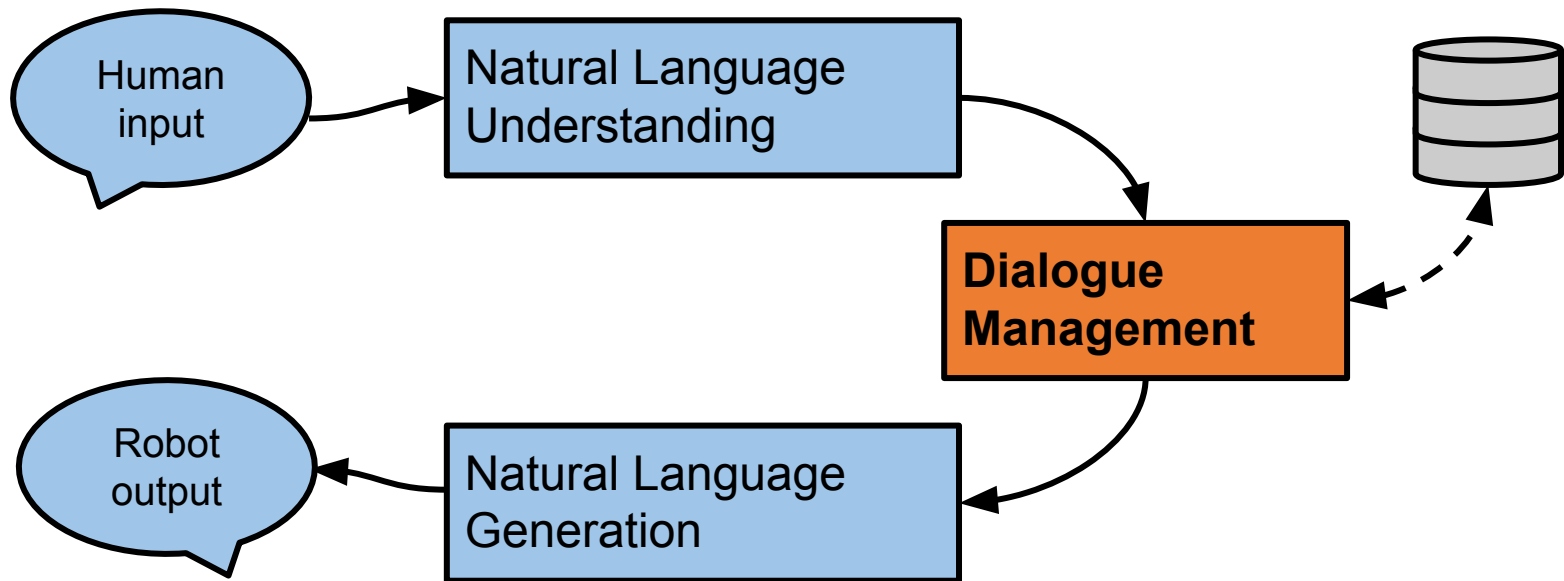 Human
input
Natural Language
Understanding
Dialogue
Management
Robot
output
Natural Language
Generation